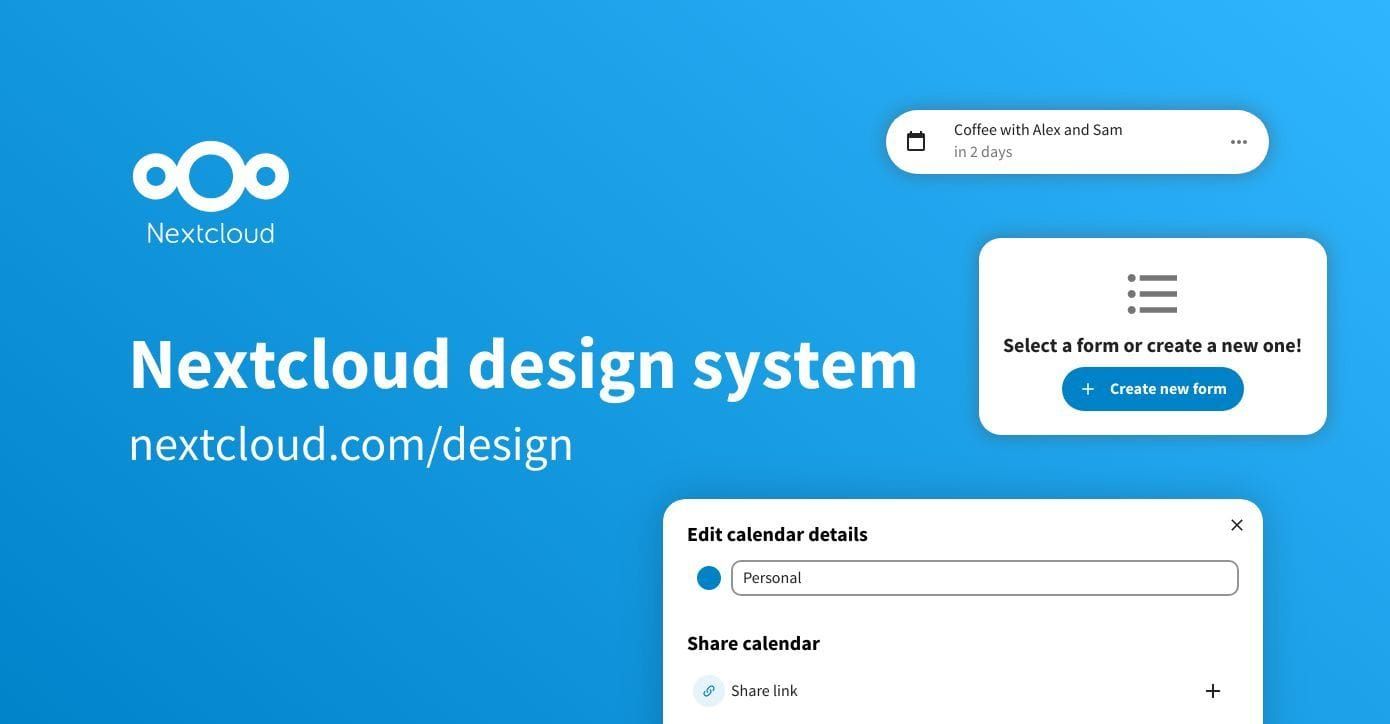 Nextcloud
Nextcloud design system
nextcloud.com/design
Coffee with Alex and Sam
in 2 days
Select a form or create a new one!
Create new form
Edit calendar details
Personal
Share calendar
Share link